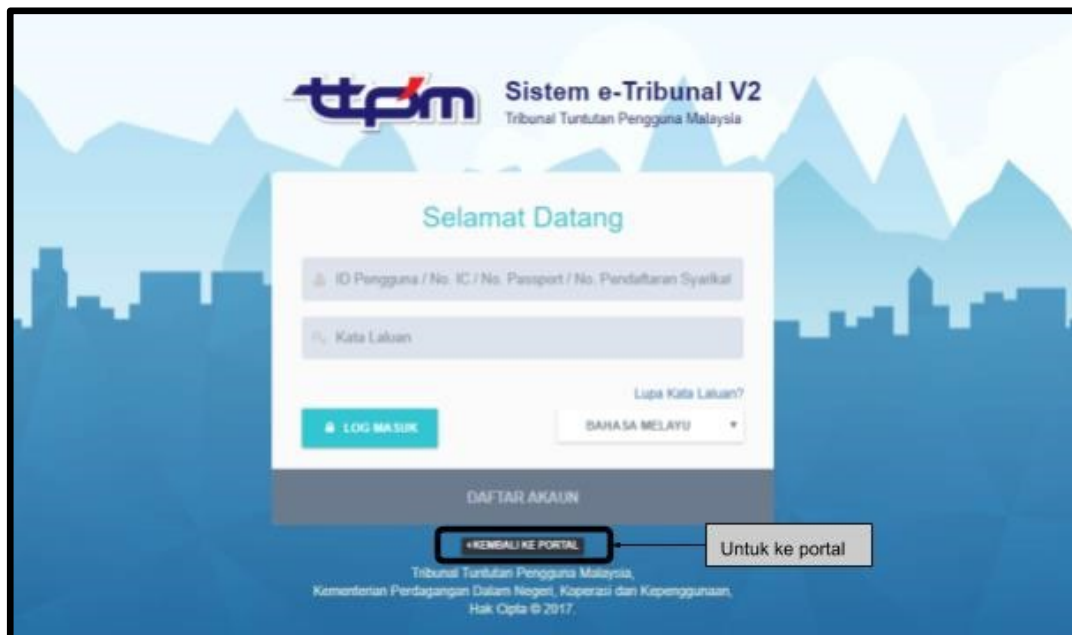 ttpm
Sistem e-Tribunal V2
Tribunal Tuntutan Pengguna Malaysia
Selamat Datang
ID Pengguna / No. IC / No. Passport / No. Pendaftaran Syarikat
Kata Laluan
Lupa Kata Laluan?
LOG MASUK
BAHASA MELAYU
DAFTAR AKAUN
«KEMBALI KE PORTAL
Untuk ke portal
Tribunal Tuntutan Pengguna Malaysia,
Kementerian Perdagangan Dalam Negeri, Koperasi dan Kepenggunaan,
Hak Cipta © 2017.